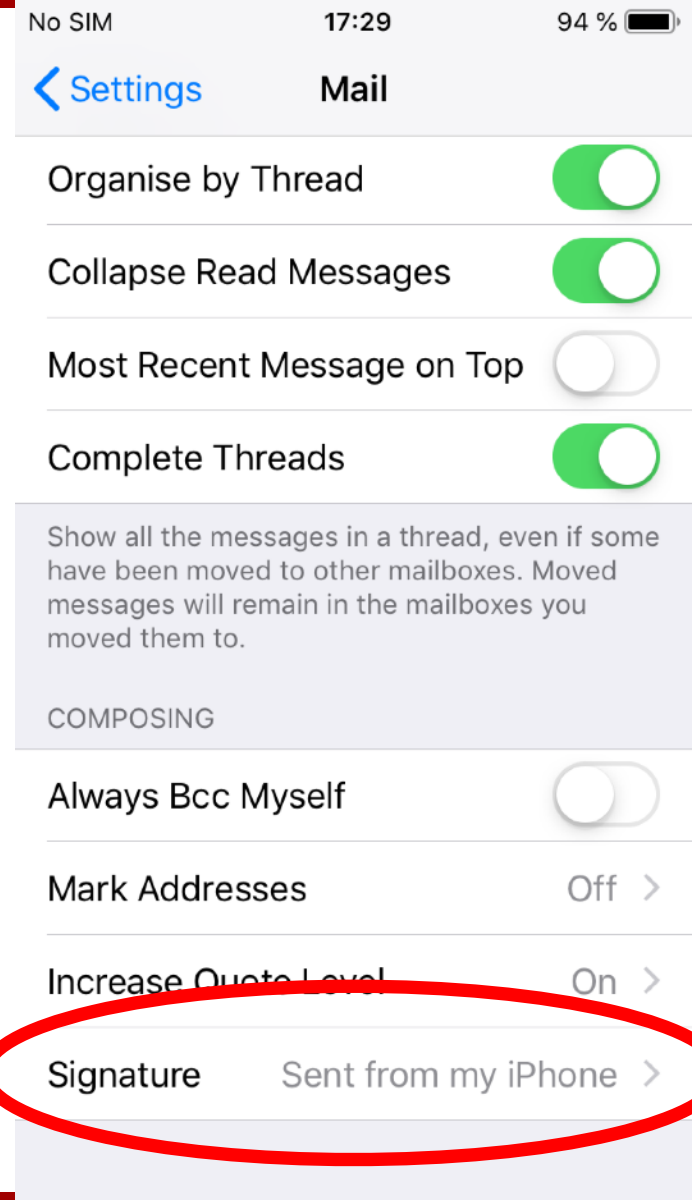 No SIM 17:29 94 %
Settings Mail
Organise by Thread
Collapse Read Messages
Most Recent Message on Top
Complete Threads
Show all the messages in a thread, even if some
have been moved to other mailboxes. Moved
messages will remain in the mailboxes you
moved them to.
COMPOSING
Always Bcc Myself
Mark Addresses Off
Increase Quote Level On
Signature Sent from my iPhone